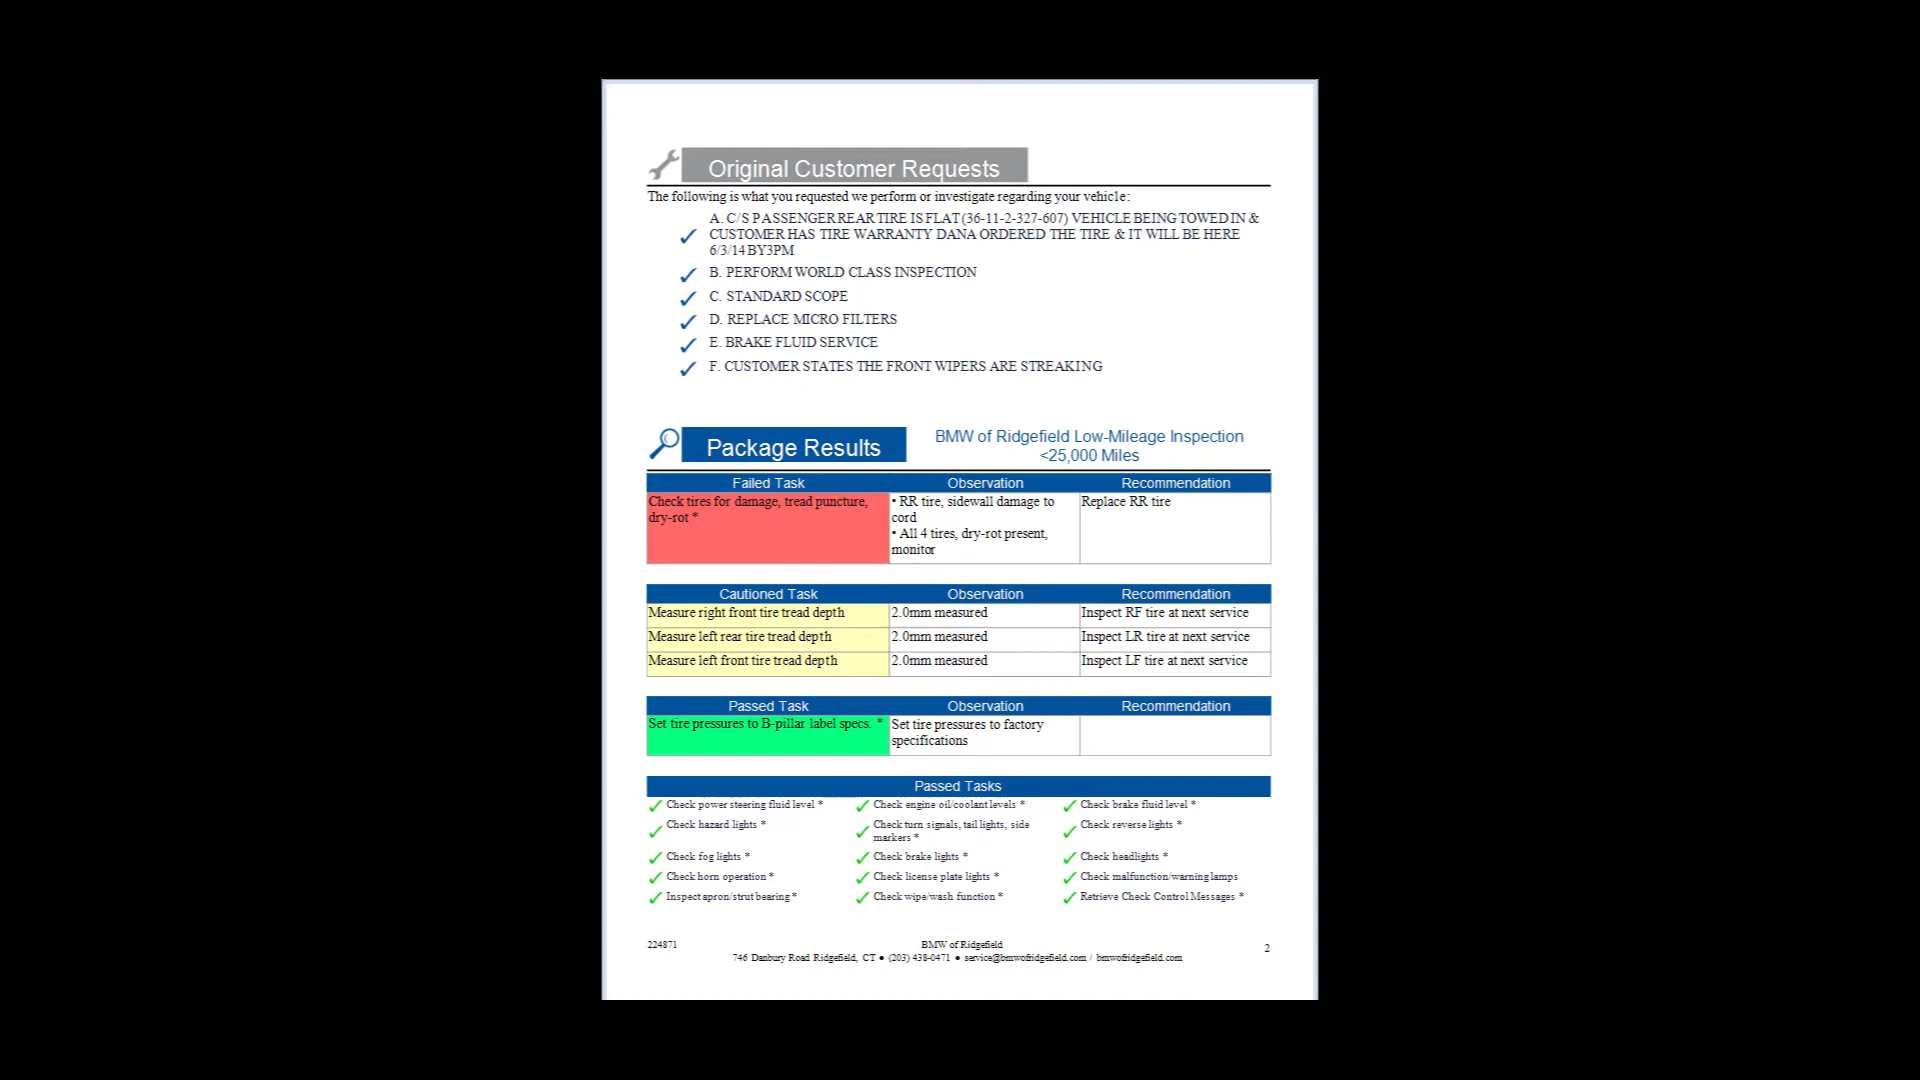 Original Customer Requests
The following is what you requested we perform or investigate regarding your vehicle:
A. C/S PASSENGER REAR TIRE IS FLAT (36-11-2-327-607) VEHICLE BEING TOWED IN &
CUSTOMER HAS TIRE WARRANTY DANA ORDERED THE TIRE & IT WILL BE HERE
6/3/14 BY3PM
B. PERFORM WORLD CLASS INSPECTION
C. STANDARD SCOPE
D. REPLACE MICRO FILTERS
E. BRAKE FLUID SERVICE
F. CUSTOMER STATES THE FRONT WIPERS ARE STREAKING
Package Results
BMW of Ridgefield Low-Mileage Inspection
<25,000 Miles
Failed Task Observation Recommendation
Check tires for damage, tread puncture, • RR tire, sidewall damage to Replace RR tire
dry-rot * cord
• All 4 tires, dry-rot present,
monitor
Cautioned Task Observation Recommendation
Measure right front tire tread depth 2.0mm measured Inspect RF tire at next service
Measure left rear tire tread depth 2.0mm measured Inspect LR tire at next service
Measure left front tire tread depth 2.0mm measured Inspect LF tire at next service
Passed Task Observation Recommendation
Set tire pressures to B-pillar label specs. * Set tire pressures to factory
specifications
Passed Tasks
Check power steering fluid level * Check engine oil/coolant levels * Check brake fluid level *
Check hazard lights * Check turn signals, tail lights, side Check reverse lights *
markers *
Check fog lights * Check brake lights * Check headlights *
Check horn operation * Check license plate lights * Check malfunction/warning lamps
Inspect apron/strut bearing * Check wipe/wash function * Retrieve Check Control Messages *
224871 BMW of Ridgefield 2
746 Danbury Road Ridgefield, CT ● (203) 438-0471 ● service@bmwofridgefield.com / bmwofridgefield.com